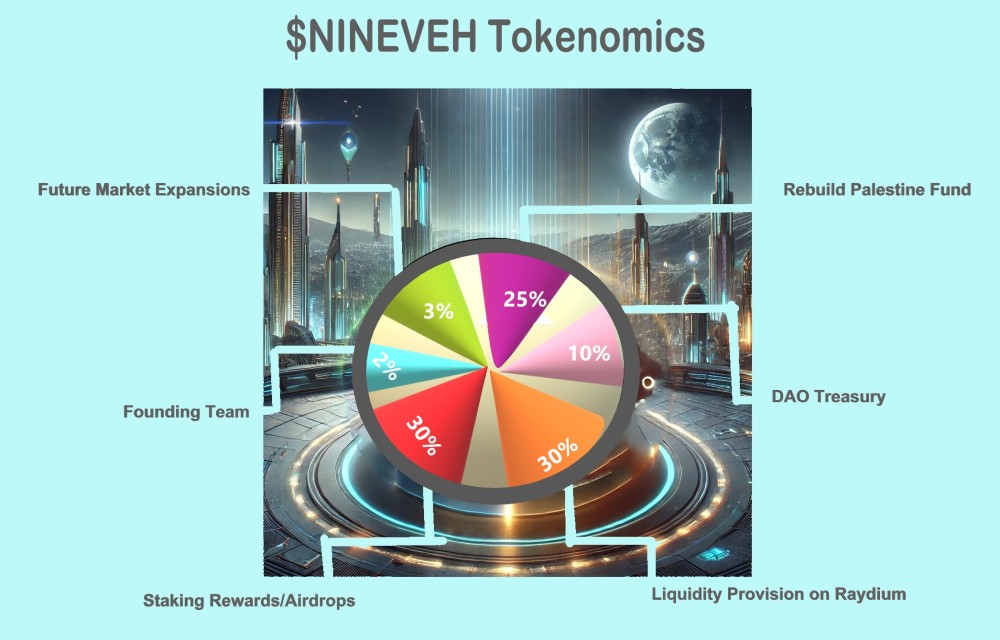 $NINEVEH Tokenomics
Future Market Expansions
Rebuild Palestine Fund
3%
25%
2%
10%
Founding Team
DAO Treasury
30%
30%
Staking Rewards/Airdrops
Liquidity Provision on Raydium